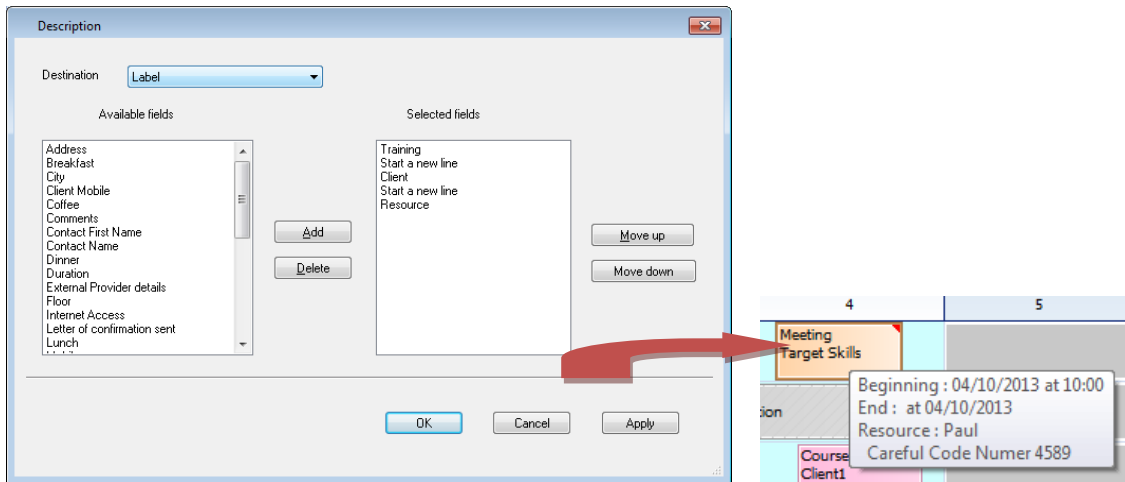 Description
Destination
Label
Available fields
Selected fields
Address
Breakfast
City
Client Mobile
Coffee
Comments
Contact First Name
Contact Name
Dinner
Duration
External Provider details
Floor
Internet Access
Letter of confirmation sent
Lunch
Training
Start a new line
Client
Start a new line
Resource
Add
Delete
Move up
Move down
OK
Cancel
Apply
4
5
Meeting
Target Skills
Beginning : 04/10/2013 at 10:00
End :  at 04/10/2013
Resource : Paul
Careful Code Numer 4589
tion
Course
Client1